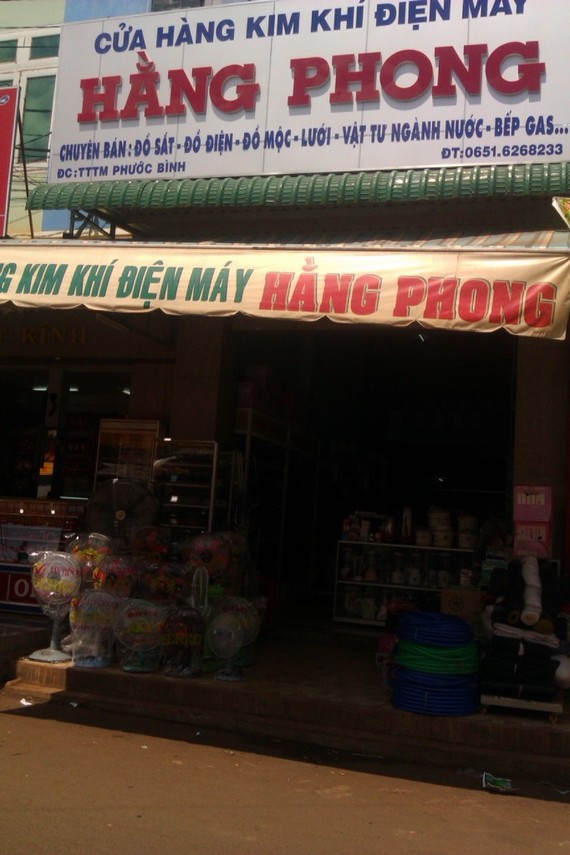 CỬA HÀNG KIM KHÍ ĐIỆN MÁY
HẰNG PHONG
CHUYÊN BÁN : ĐỒ SẮT - ĐỒ ĐIỆN - ĐỒ MỘC - LƯỚI - VẬT TƯ NGÀNH NƯỚC - BẾP GAS...
ĐC:TTTM PHƯỚC BÌNH
ĐT:0651.6268233
KIM KHÍ ĐIỆN MÁY HẰNG PHONG
KÍNH